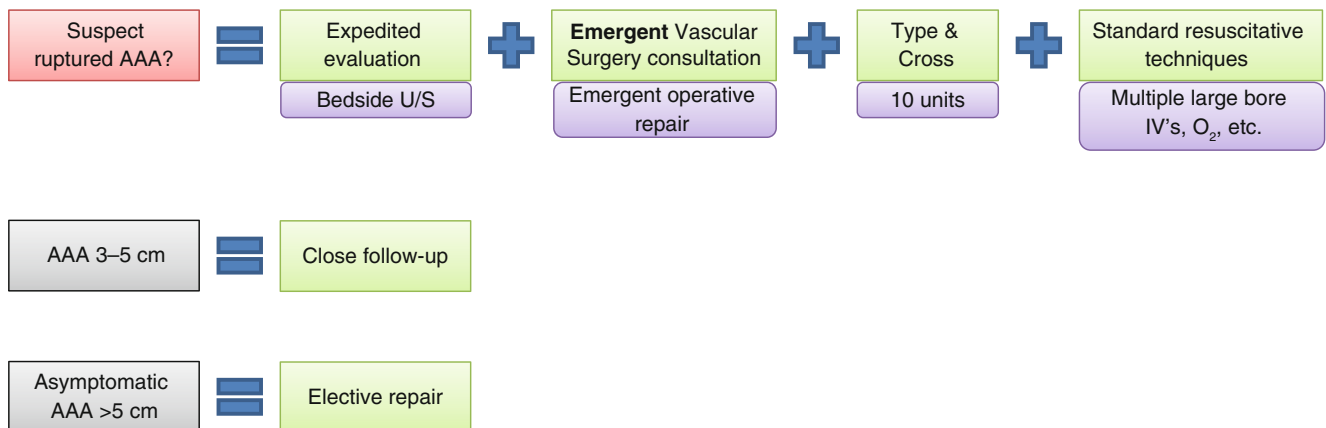 Suspect
ruptured AAA?
Expedited
evaluation
Bedside U/S
Emergent Vascular
Surgery consultation
Emergent operative
repair
Type &
Cross
10 units
Standard resuscitative
techniques
Multiple large bore
IV's, O₂, etc.
AAA 3–5 cm
Close follow-up
Asymptomatic
AAA >5 cm
Elective repair